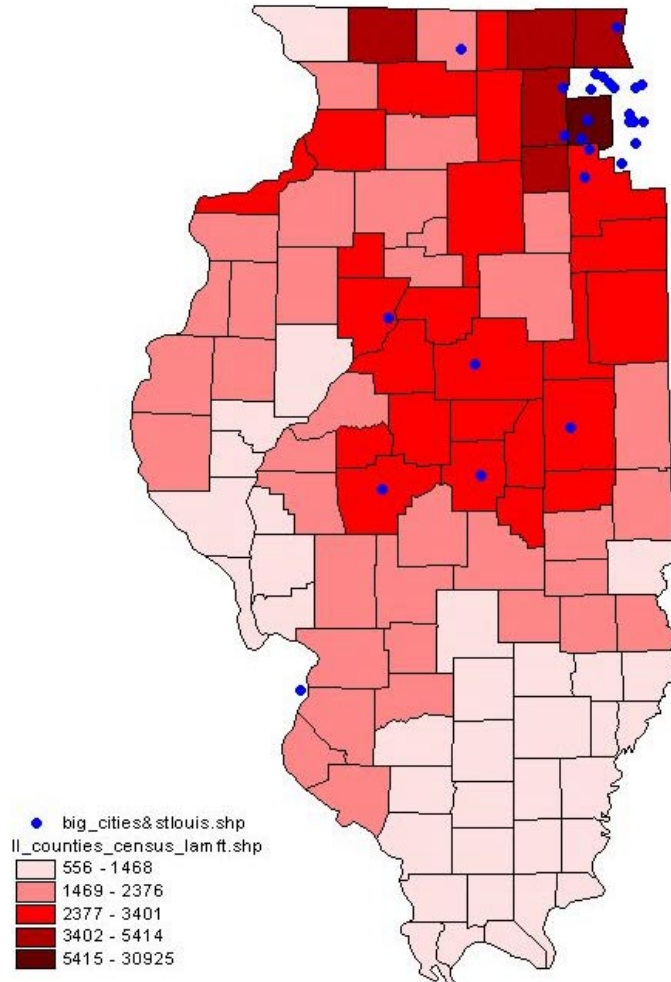 big_cities&stlouis.shp
Il_counties_census_lamft.shp
556 - 1468
1469 - 2376
2377 - 3401
3402 - 5414
5415 - 30925